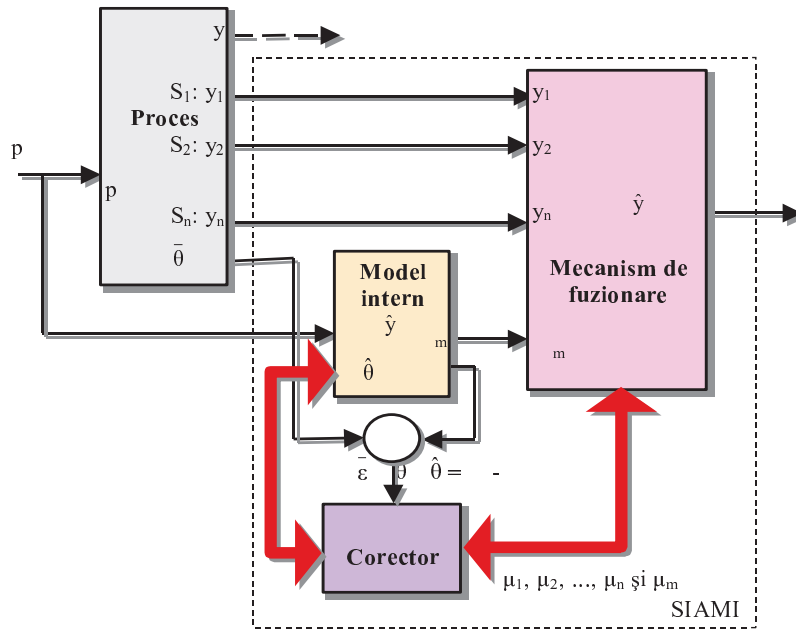 y
S1: y1
Proces
S2: y2
p
p
Sn: yn
θ̄
y1
y2
yn
ŷ
Mecanism de
fuzionare
m
Model
intern
ŷ
m
θ̂
ε̄ θ θ̂ = -
Corector
μ1, μ2, ..., μn şi μm
SIAMI